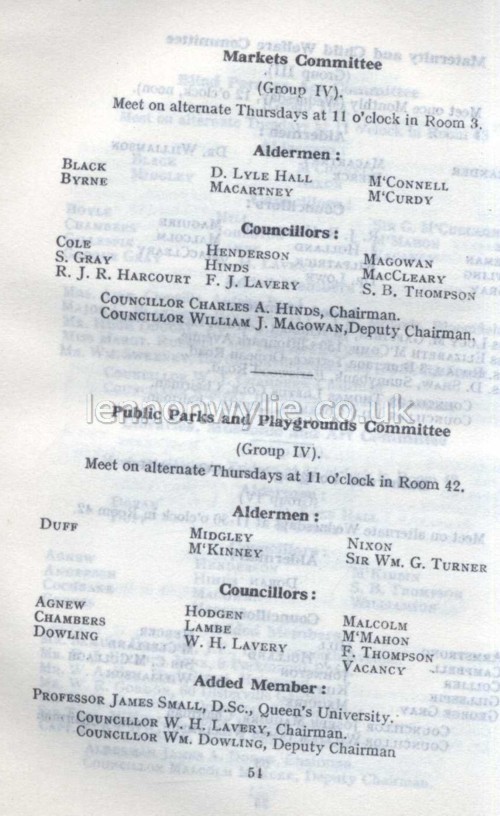 Markets Committee
(Group IV).
Meet on alternate Thursdays at 11 o'clock in Room 3.
Aldermen :
BLACK D. LYLE HALL M'CONNELL
BYRNE MACARTNEY M'CURDY
Councillors :
COLE HENDERSON MAGOWAN
S. GRAY HINDS MACCLEARY
R. J. R. HARCOURT F. J. LAVERY S. B. THOMPSON
COUNCILLOR CHARLES A. HINDS, Chairman.
COUNCILLOR WILLIAM J. MAGOWAN, Deputy Chairman.
lennonwylie.co.uk
Public Parks and Playgrounds Committee
(Group IV).
Meet on alternate Thursdays at 11 o'clock in Room 42.
Aldermen :
DUFF MIDGLEY NIXON
M'KINNEY SIR WM. G. TURNER
Councillors :
AGNEW HODGEN MALCOLM
CHAMBERS LAMBE M'MAHON
DOWLING W. H. LAVERY F. THOMPSON
VACANCY
Added Member :
PROFESSOR JAMES SMALL, D.Sc., Queen's University.
COUNCILLOR W. H. LAVERY, Chairman.
COUNCILLOR WM. DOWLING, Deputy Chairman
54